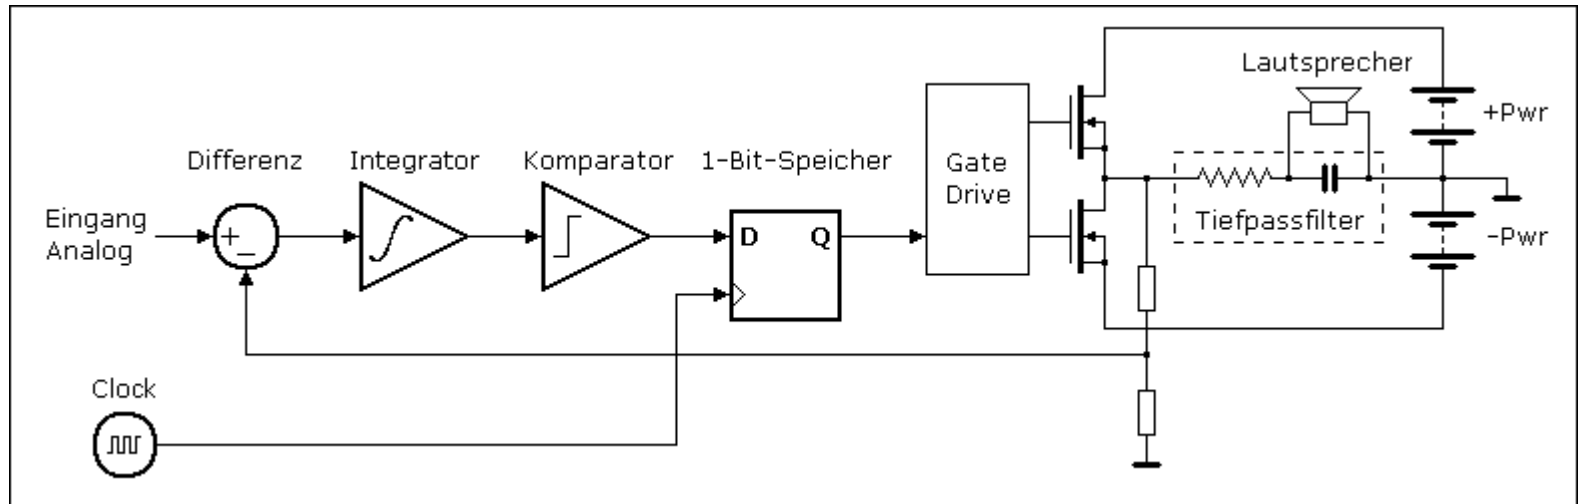 Lautsprecher
+Pwr
Differenz
Integrator
Komparator
1-Bit-Speicher
Gate
Drive
Eingang
Analog
+
−
D
Q
Tiefpassfilter
-Pwr
Clock